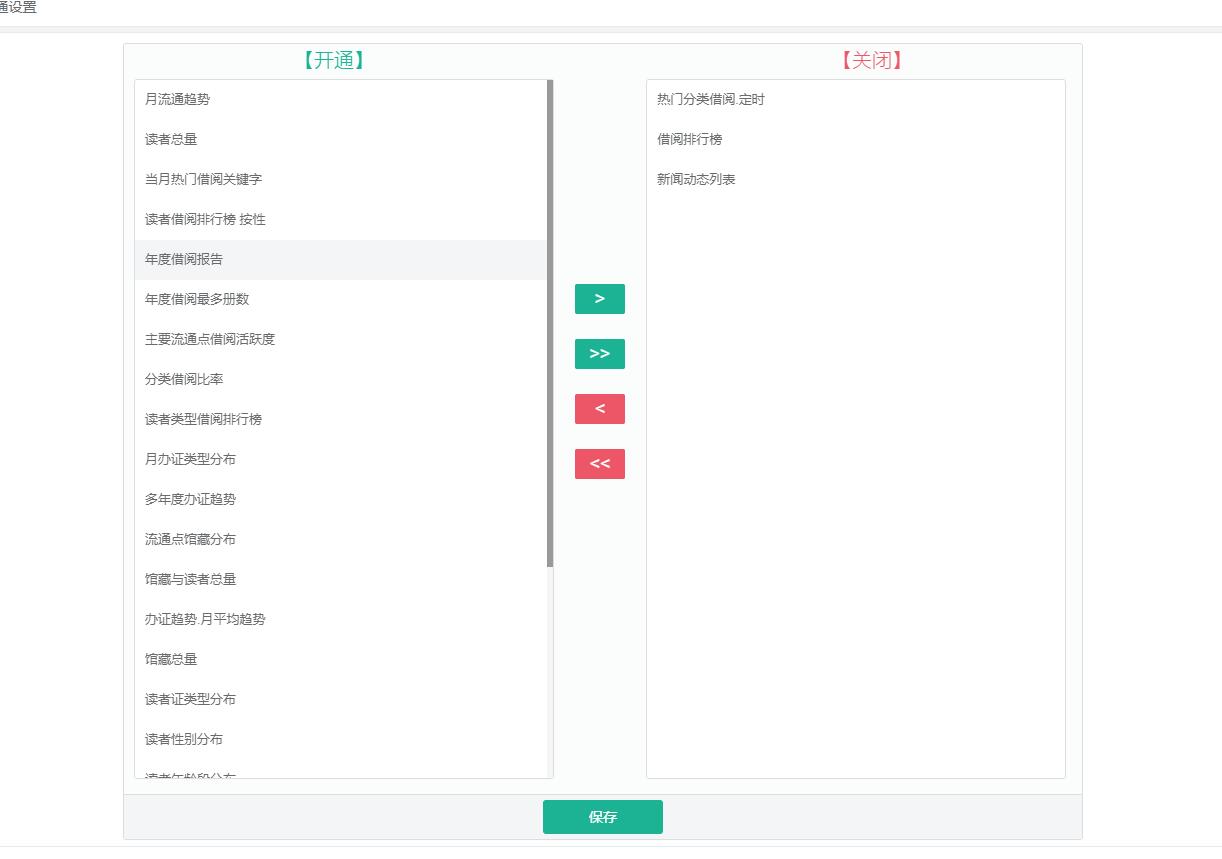 通设置
【开通】
月流通趋势
读者总量
当月热门借阅关键字
读者借阅排行榜 按性
年度借阅报告
年度借阅最多册数
主要流通点借阅活跃度
分类借阅比率
读者类型借阅排行榜
月办证类型分布
多年度办证趋势
流通点馆藏分布
馆藏与读者总量
办证趋势.月平均趋势
馆藏总量
读者证类型分布
读者性别分布
读者年龄段分布
>
>>
<
<<
【关闭】
热门分类借阅.定时
借阅排行榜
新闻动态列表
保存